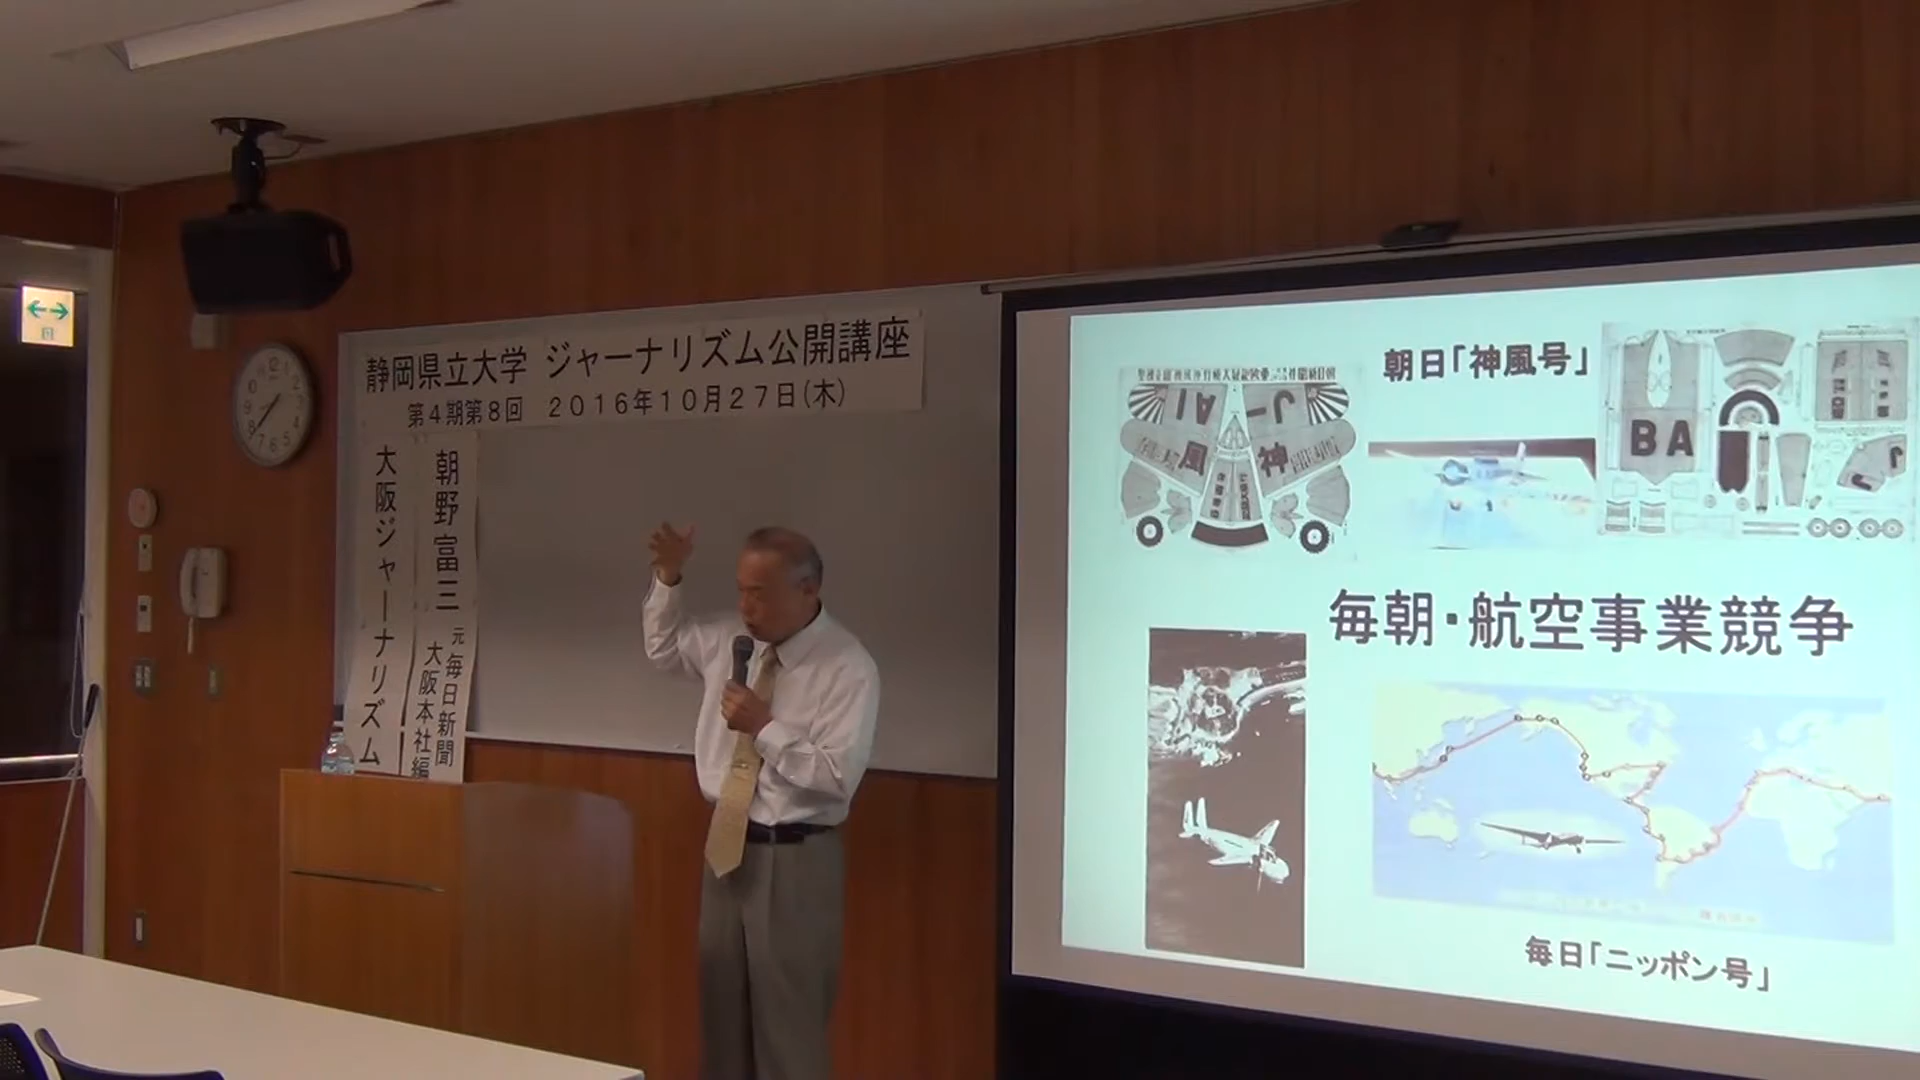 静岡県立大学 ジャーナリズム公開講座
第4期第8回 2016年10月27日(木)
朝野富三
元毎日新聞
大阪本社編
大阪ジャーナリズム
朝日「神風号」
AI
J-
風
神
BA
J
毎朝・航空事業競争
毎日「ニッポン号」